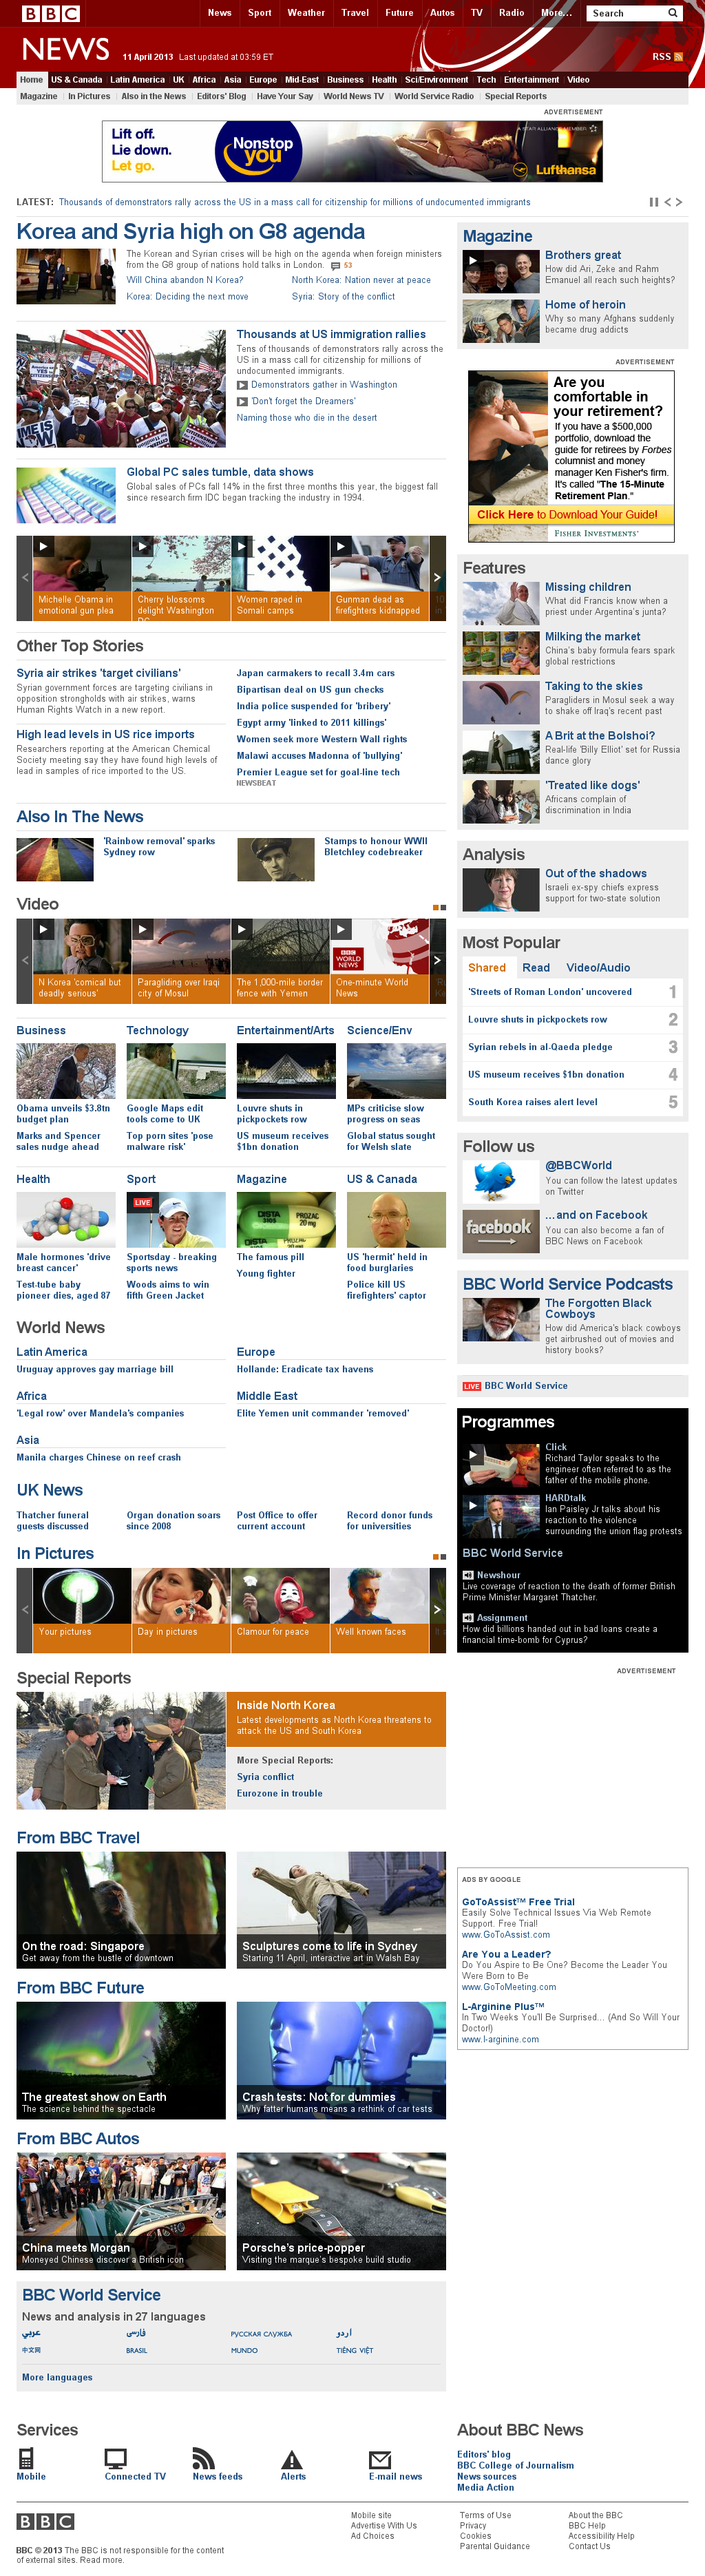 BBC
News Sport Weather Travel Future Autos TV Radio More... Search
NEWS 11 April 2013 Last updated at 03:59 ET RSS
Home US & Canada Latin America UK Africa Asia Europe Mid-East Business Health Sci/Environment Tech Entertainment Video
Magazine In Pictures Also in the News Editors' Blog Have Your Say World News TV World Service Radio Special Reports
ADVERTISEMENT
Lift off.
Lie down.
Let go.
Nonstop
you
A STAR ALLIANCE MEMBER
Lufthansa
LATEST: Thousands of demonstrators rally across the US in a mass call for citizenship for millions of undocumented immigrants
Korea and Syria high on G8 agenda
The Korean and Syrian crises will be high on the agenda when foreign ministers
from the G8 group of nations hold talks in London. 53
Will China abandon N Korea? North Korea: Nation never at peace
Korea: Deciding the next move Syria: Story of the conflict
Thousands at US immigration rallies
Tens of thousands of demonstrators rally across the
US in a mass call for citizenship for millions of
undocumented immigrants.
Demonstrators gather in Washington
'Don't forget the Dreamers'
Naming those who die in the desert
Global PC sales tumble, data shows
Global sales of PCs fall 14% in the first three months this year, the biggest fall
since research firm IDC began tracking the industry in 1994.
Michelle Obama in
emotional gun plea
Cherry blossoms
delight Washington
DC
Women raped in
Somali camps
Gunman dead as
firefighters kidnapped
Other Top Stories
Syria air strikes 'target civilians'
Syrian government forces are targeting civilians in
opposition strongholds with air strikes, warns
Human Rights Watch in a new report.
High lead levels in US rice imports
Researchers reporting at the American Chemical
Society meeting say they have found high levels of
lead in samples of rice imported to the US.
Japan carmakers to recall 3.4m cars
Bipartisan deal on US gun checks
India police suspended for 'bribery'
Egypt army 'linked to 2011 killings'
Women seek more Western Wall rights
Malawi accuses Madonna of 'bullying'
Premier League set for goal-line tech
NEWSBEAT
Also In The News
'Rainbow removal' sparks
Sydney row
Stamps to honour WWII
Bletchley codebreaker
Video
N Korea 'comical but
deadly serious'
Paragliding over Iraqi
city of Mosul
The 1,000-mile border
fence with Yemen
BBC
WORLD
NEWS
One-minute World
News
Business
Obama unveils $3.8tn
budget plan
Marks and Spencer
sales nudge ahead
Technology
Google Maps edit
tools come to UK
Top porn sites 'pose
malware risk'
Entertainment/Arts
Louvre shuts in
pickpockets row
US museum receives
$1bn donation
Science/Env
MPs criticise slow
progress on seas
Global status sought
for Welsh slate
Health
Male hormones 'drive
breast cancer'
Test-tube baby
pioneer dies, aged 87
Sport
LIVE
Sportsday - breaking
sports news
Woods aims to win
fifth Green Jacket
Magazine
DISTA
3105
PROZAC
20 mg
The famous pill
Young fighter
US & Canada
US 'hermit' held in
food burglaries
Police kill US
firefighters' captor
World News
Latin America
Uruguay approves gay marriage bill
Europe
Hollande: Eradicate tax havens
Africa
'Legal row' over Mandela's companies
Middle East
Elite Yemen unit commander 'removed'
Asia
Manila charges Chinese on reef crash
UK News
Thatcher funeral
guests discussed
Organ donation soars
since 2008
Post Office to offer
current account
Record donor funds
for universities
In Pictures
Your pictures
Day in pictures
Clamour for peace
Well known faces
Special Reports
Inside North Korea
Latest developments as North Korea threatens to
attack the US and South Korea
More Special Reports:
Syria conflict
Eurozone in trouble
From BBC Travel
On the road: Singapore
Get away from the bustle of downtown
Sculptures come to life in Sydney
Starting 11 April, interactive art in Walsh Bay
From BBC Future
The greatest show on Earth
The science behind the spectacle
Crash tests: Not for dummies
Why fatter humans means a rethink of car tests
From BBC Autos
China meets Morgan
Moneyed Chinese discover a British icon
Porsche's price-popper
Visiting the marque's bespoke build studio
BBC World Service
News and analysis in 27 languages
عربي فارسی РУССКАЯ СЛУЖБА اردو
中文网 BRASIL MUNDO TIẾNG VIỆT
More languages
Magazine
Brothers great
How did Ari, Zeke and Rahm
Emanuel all reach such heights?
Home of heroin
Why so many Afghans suddenly
became drug addicts
ADVERTISEMENT
Are you
comfortable in
your retirement?
If you have a $500,000
portfolio, download the
guide for retirees by Forbes
columnist and money
manager Ken Fisher's firm.
It's called "The 15-Minute
Retirement Plan."
Click Here to Download Your Guide!
FISHER INVESTMENTS
Features
Missing children
What did Francis know when a
priest under Argentina's junta?
Milking the market
China's baby formula fears spark
global restrictions
Taking to the skies
Paragliders in Mosul seek a way
to shake off Iraq's recent past
A Brit at the Bolshoi?
Real-life 'Billy Elliot' set for Russia
dance glory
'Treated like dogs'
Africans complain of
discrimination in India
Analysis
Out of the shadows
Israeli ex-spy chiefs express
support for two-state solution
Most Popular
Shared Read Video/Audio
'Streets of Roman London' uncovered 1
Louvre shuts in pickpockets row 2
Syrian rebels in al-Qaeda pledge 3
US museum receives $1bn donation 4
South Korea raises alert level 5
Follow us
@BBCWorld
You can follow the latest updates
on Twitter
facebook
...and on Facebook
You can also become a fan of
BBC News on Facebook
BBC World Service Podcasts
The Forgotten Black
Cowboys
How did America's black cowboys
get airbrushed out of movies and
history books?
LIVE BBC World Service
Programmes
Click
Richard Taylor speaks to the
engineer often referred to as the
father of the mobile phone.
HARDtalk
Ian Paisley Jr talks about his
reaction to the violence
surrounding the union flag protests
BBC World Service
Newshour
Live coverage of reaction to the death of former British
Prime Minister Margaret Thatcher.
Assignment
How did billions handed out in bad loans create a
financial time-bomb for Cyprus?
ADVERTISEMENT
ADS BY GOOGLE
GoToAssist™ Free Trial
Easily Solve Technical Issues Via Web Remote
Support. Free Trial!
www.GoToAssist.com
Are You a Leader?
Do You Aspire to Be One? Become the Leader You
Were Born to Be
www.GoToMeeting.com
L-Arginine Plus™
In Two Weeks You'll Be Surprised... (And So Will Your
Doctor!)
www.l-arginine.com
Services
Mobile Connected TV News feeds Alerts E-mail news
About BBC News
Editors' blog
BBC College of Journalism
News sources
Media Action
BBC
Mobile site
Advertise With Us
Ad Choices
Terms of Use
Privacy
Cookies
Parental Guidance
About the BBC
BBC Help
Accessibility Help
Contact Us
BBC © 2013 The BBC is not responsible for the content
of external sites. Read more.